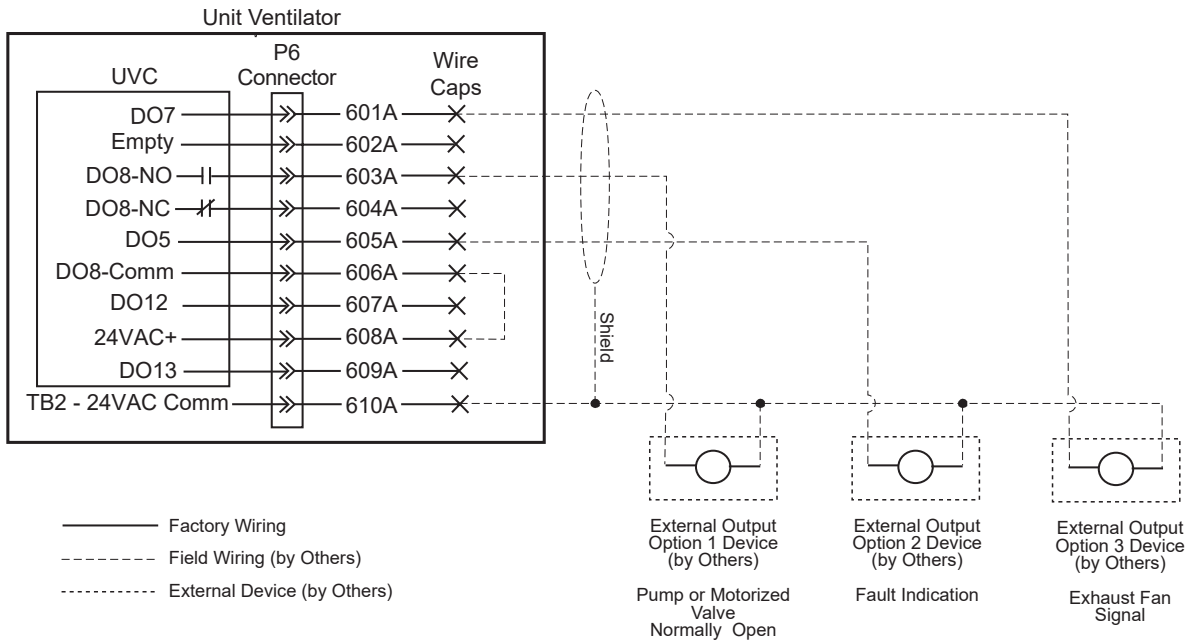 Unit Ventilator
P6
Connector
Wire
Caps
UVC
DO7
601A
Empty
602A
DO8-NO
603A
DO8-NC
604A
DO5
605A
DO8-Comm
606A
DO12
607A
24VAC+
608A
DO13
609A
TB2 - 24VAC Comm
610A
Shield
Factory Wiring
Field Wiring (by Others)
External Device (by Others)
External Output
Option 1 Device
(by Others)
Pump or Motorized
Valve
Normally Open
External Output
Option 2 Device
(by Others)
Fault Indication
External Output
Option 3 Device
(by Others)
Exhaust Fan
Signal